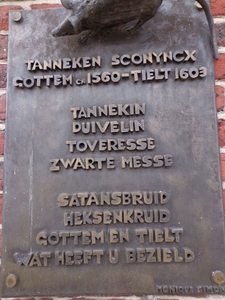 TANNEKEN SCONYNCX
GOTTEM ca.1560-TIELT 1603
TANNEKIN
DUIVELIN
TOVERESSE
ZWARTE MESSE
SATANSBRUID
HEKSENKRUID
GOTTEM EN TIELT
WAT HEEFT U BEZIELD